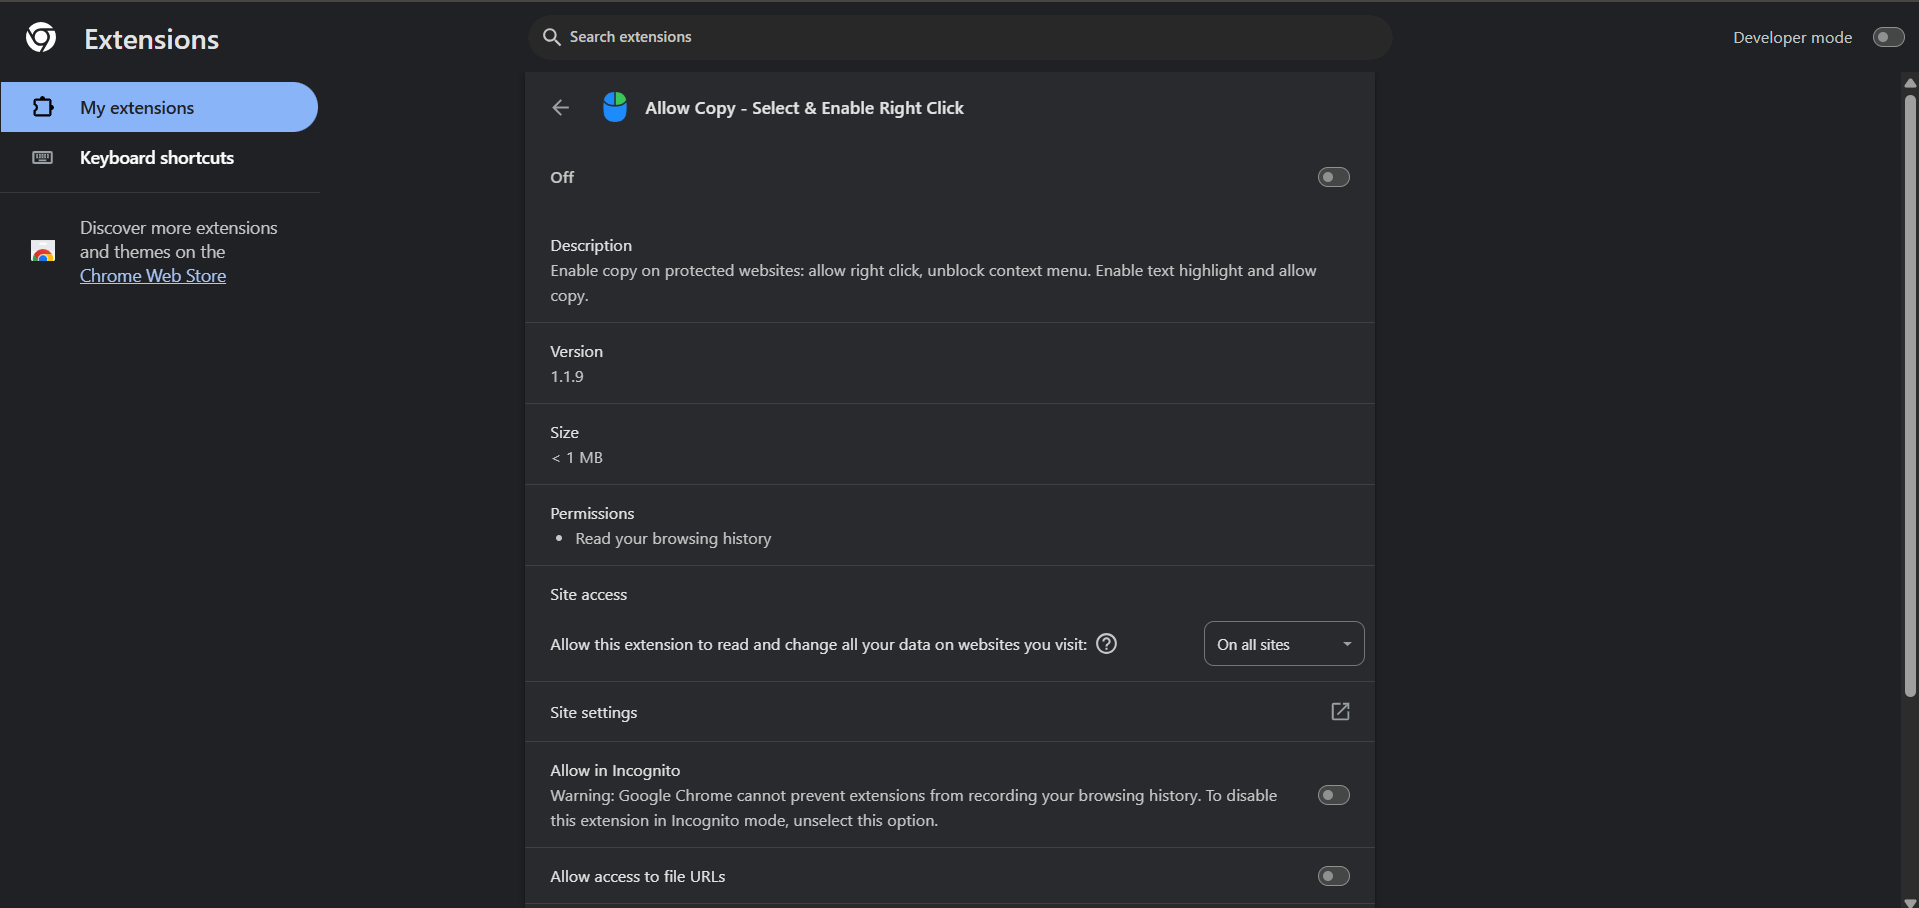 Extensions
Search extensions
Developer mode
My extensions
Keyboard shortcuts
Discover more extensions
and themes on the
Chrome Web Store
Allow Copy - Select & Enable Right Click
Off
Description
Enable copy on protected websites: allow right click, unblock context menu. Enable text highlight and allow
copy.
Version
1.1.9
Size
< 1 MB
Permissions
• Read your browsing history
Site access
Allow this extension to read and change all your data on websites you visit: ?
On all sites
Site settings
Allow in Incognito
Warning: Google Chrome cannot prevent extensions from recording your browsing history. To disable
this extension in Incognito mode, unselect this option.
Allow access to file URLs